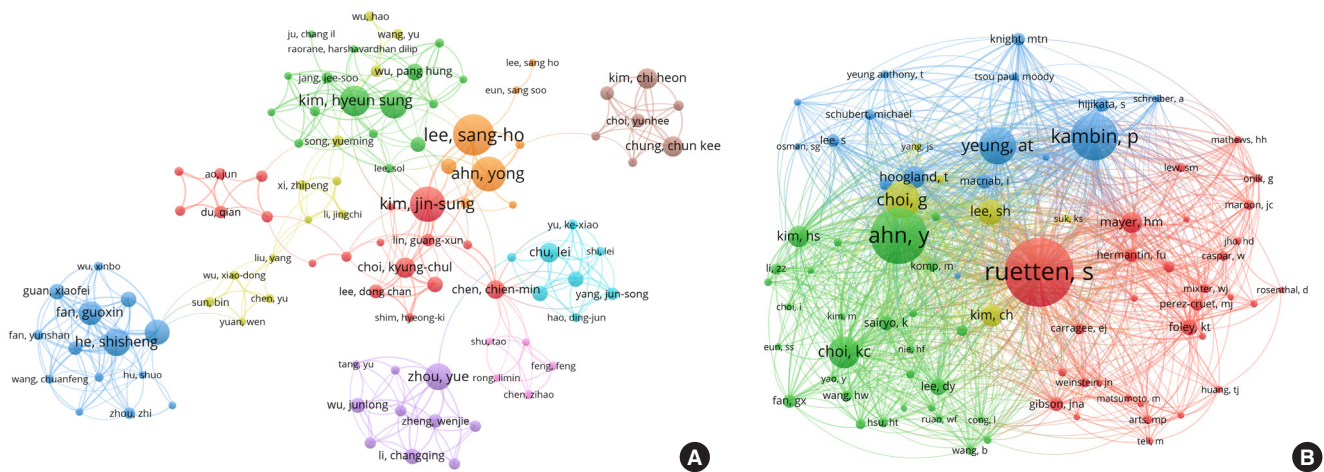 wu, hao
ju, chang il
wang, yu
raorane, harshavardhan dilip
wu, pang hung
jang, jee-soo
kim, hyeun sung
lee, sang ho
eun, sang soo
kim, chi heon
choi, yunhee
chung, chun kee
lee, sang-ho
song, yueming
lee, sol
ahn, yong
ao, jun
xi, zhipeng
du, qian
li, jingchi
kim, jin-sung
yu, ke-xiao
lin, guang-xun
chu, lei
shi, lei
liu, yang
wu, xinbo
wu, xiao-dong
choi, kyung-chul
guan, xiaofei
chen, chien-min
yang, jun-song
lee, dong chan
sun, bin
chen, yu
fan, guoxin
shim, hyeong-ki
hao, ding-jun
yuan, wen
fan, yunshan
he, shisheng
shu, tao
feng, feng
tang, yu
zhou, yue
rong, limin
wang, chuanfeng
hu, shuo
chen, zihao
wu, junlong
zhou, zhi
zheng, wenjie
li, changqing
A
knight, mtn
yeung anthony, t
tsou paul, moody
schreiber, a
hijikata, s
schubert, michael
kambin, p
lee, s
yang, js
yeung, at
mathews, hh
osman, sg
lew, sm
hoogland, t
macnab, i
onik, g
choi, g
maroon, jc
lee, sh
suk, ks
mayer, hm
kim, hs
ahn, y
jho, hd
hermantin, fu
caspar, w
li, zz
komp, m
ruetten, s
mixter, wj
rosenthal, d
choi, i
perez-cruet, mj
kim, m
sairyo, k
kim, ch
carragee, ej
foley, kt
eun, ss
choi, kc
nie, hf
yao, y
lee, dy
weinstein, jn
huang, tj
fan, gx
wang, hw
gibson, jna
matsumoto, m
hsu, ht
ruan, wf
cong, l
arts, mp
wang, b
teli, m
B